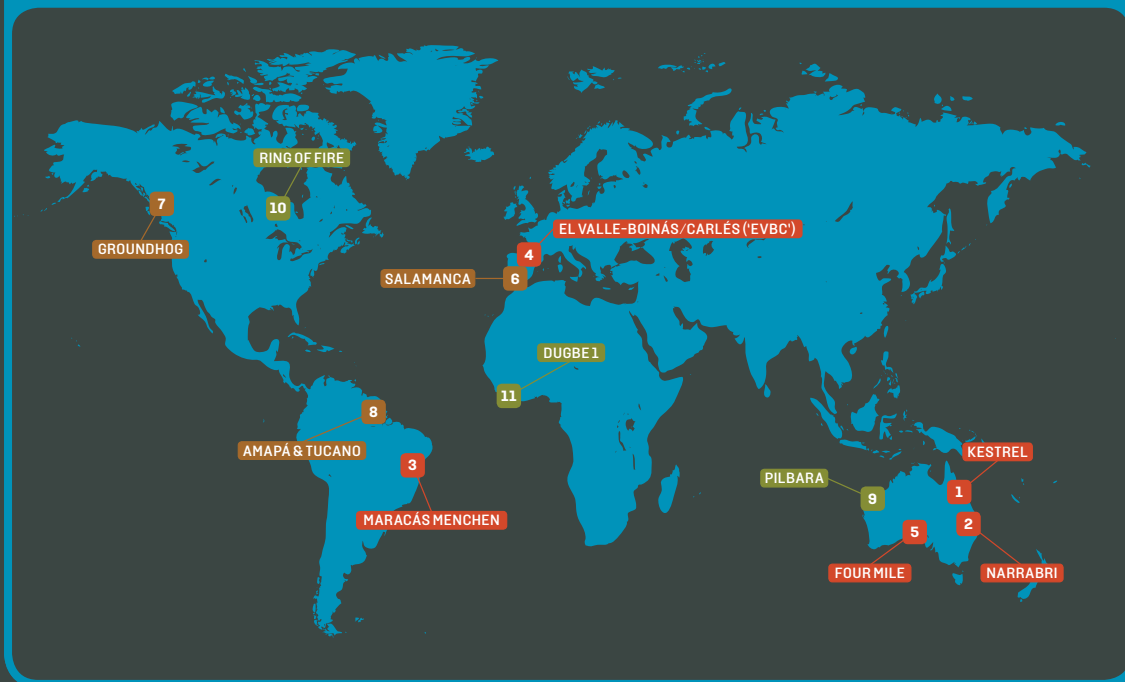 RING OF FIRE
7
10
GROUNDHOG
EL VALLE-BOINÁS/CARLÉS ('EVBC')
4
SALAMANCA
6
DUGBE 1
11
8
AMAPÁ & TUCANO
3
MARACÁS MENCHEN
KESTREL
PILBARA
1
9
2
5
FOUR MILE
NARRABRI